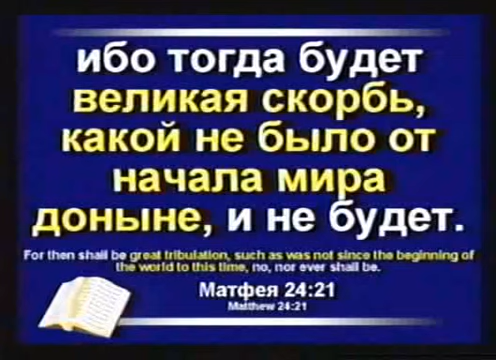 ибо тогда будет
великая скорбь,
какой не было от
начала мира
доныне, и не будет.
For then shall be great tribulation, such as was not since the beginning of
the world to this time, no, nor ever shall be.
Матфея 24:21
Matthew 24:21